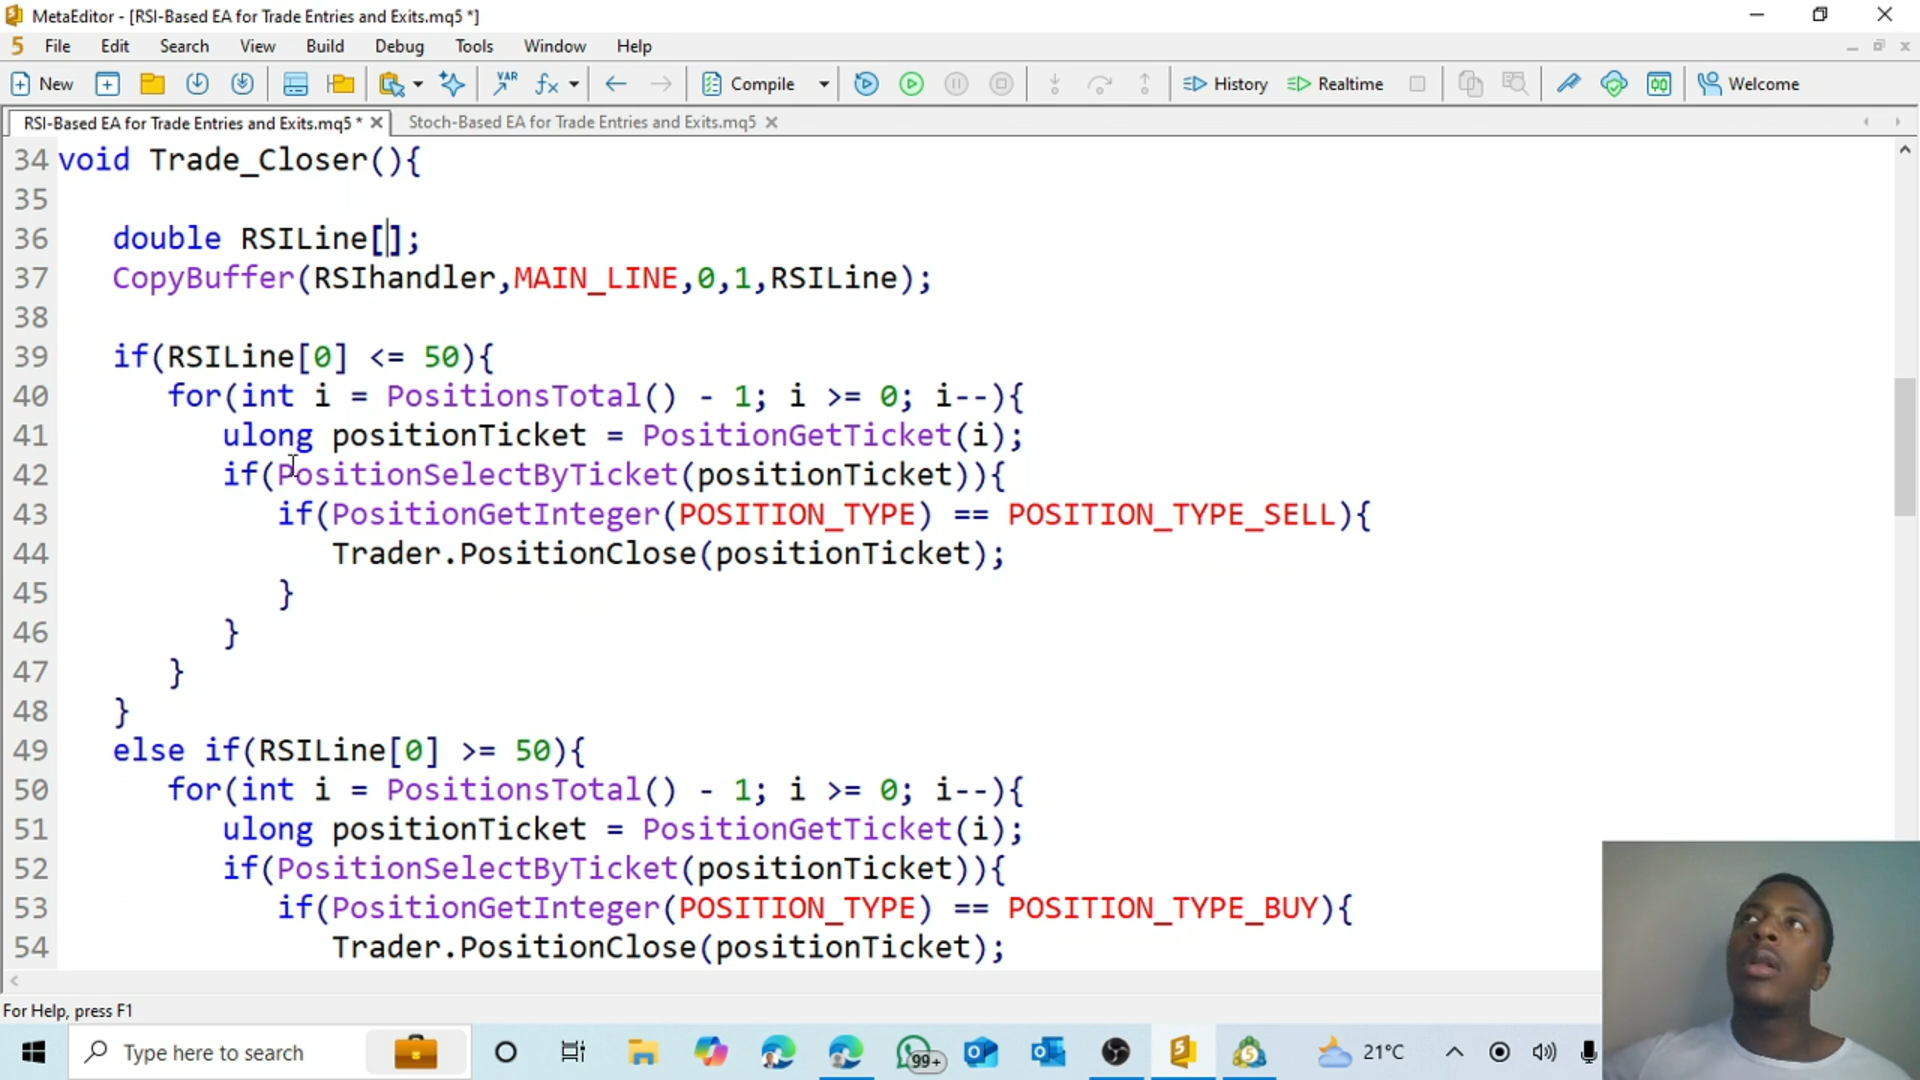 MetaEditor - [RSI-Based EA for Trade Entries and Exits.mq5 *]
5 File Edit Search View Build Debug Tools Window Help
New VAR fx Compile History Realtime Welcome
RSI-Based EA for Trade Entries and Exits.mq5 * Stoch-Based EA for Trade Entries and Exits.mq5
34 void Trade_Closer(){
35
36 double RSILine[];
37 CopyBuffer(RSIhandler,MAIN_LINE,0,1,RSILine);
38
39 if(RSILine[0] <= 50){
40 for(int i = PositionsTotal() - 1; i >= 0; i--){
41 ulong positionTicket = PositionGetTicket(i);
42 if(PositionSelectByTicket(positionTicket)){
43 if(PositionGetInteger(POSITION_TYPE) == POSITION_TYPE_SELL){
44 Trader.PositionClose(positionTicket);
45 }
46 }
47 }
48 }
49 else if(RSILine[0] >= 50){
50 for(int i = PositionsTotal() - 1; i >= 0; i--){
51 ulong positionTicket = PositionGetTicket(i);
52 if(PositionSelectByTicket(positionTicket)){
53 if(PositionGetInteger(POSITION_TYPE) == POSITION_TYPE_BUY){
54 Trader.PositionClose(positionTicket);
For Help, press F1
Type here to search 99+ 5 21°C